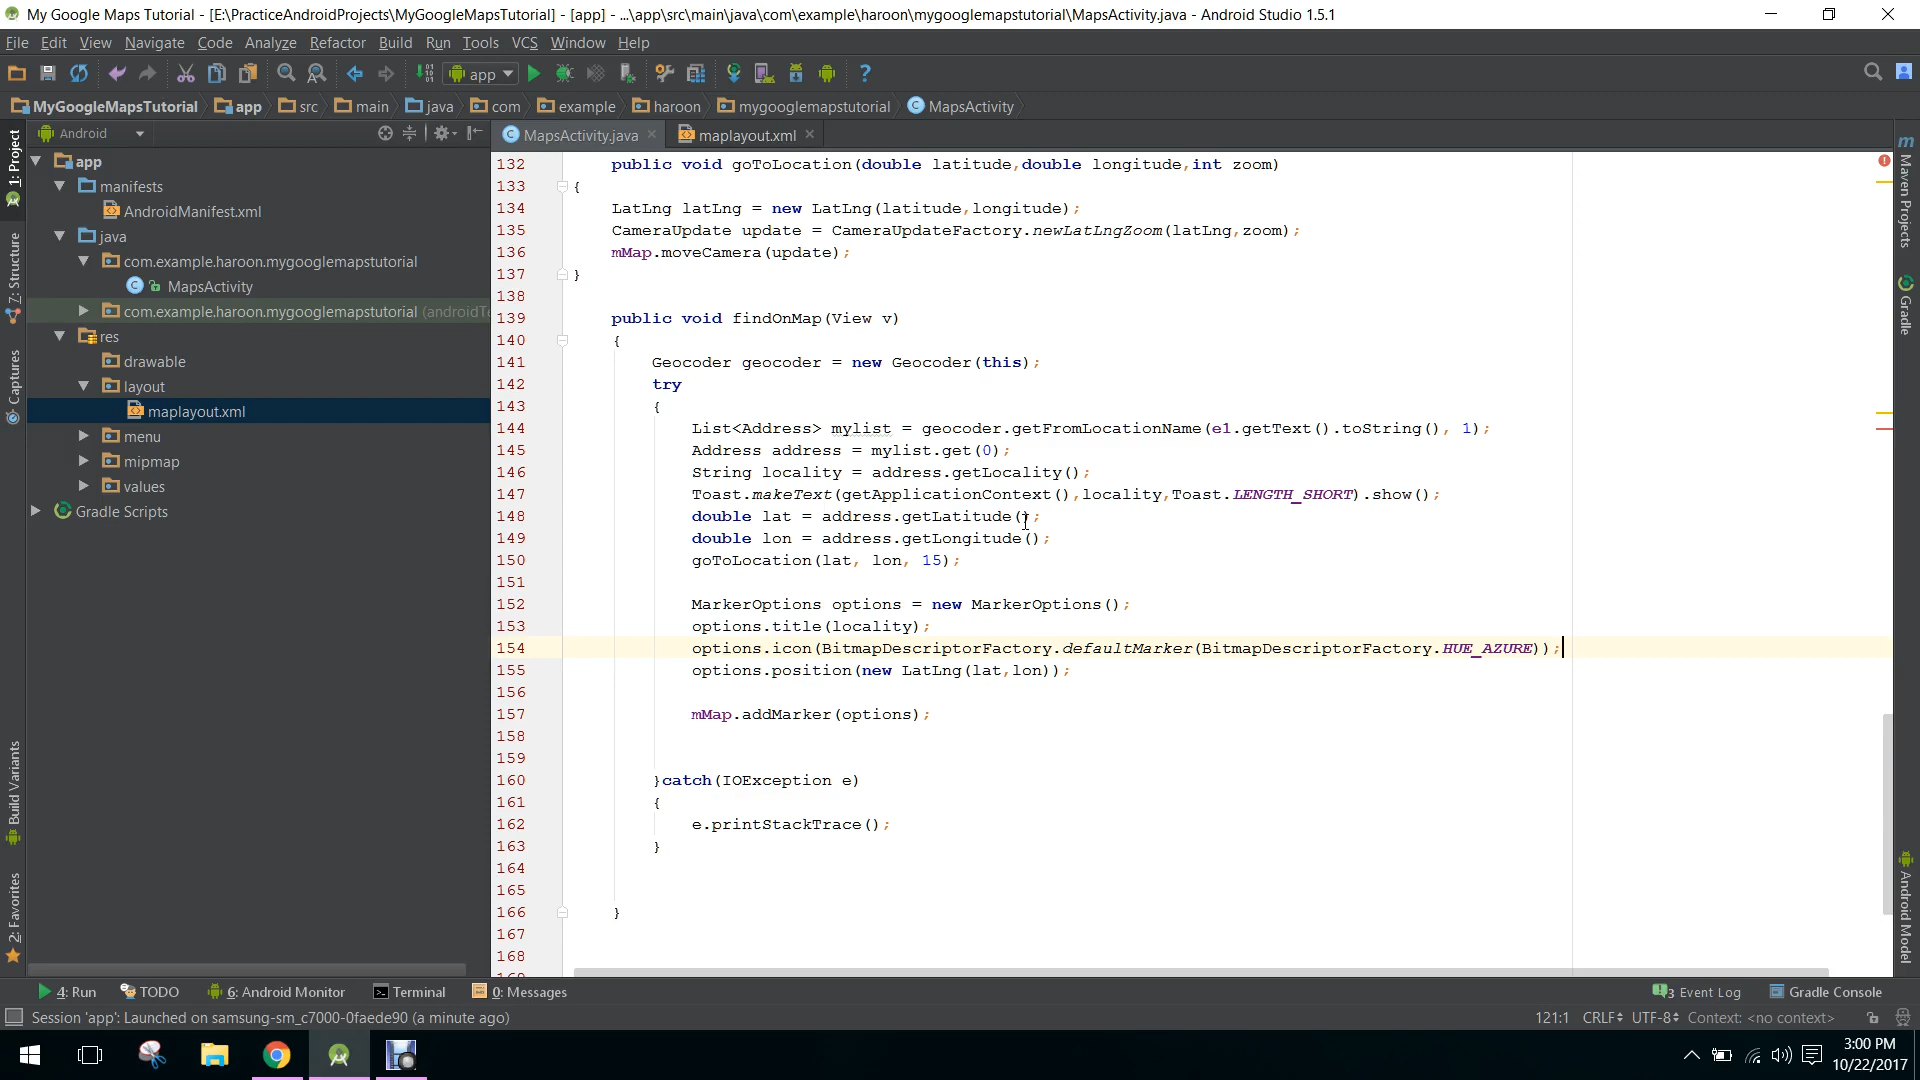 My Google Maps Tutorial - [E:\PracticeAndroidProjects\MyGoogleMapsTutorial] - [app] - ...\app\src\main\java\com\example\haroon\mygooglemapstutorial\MapsActivity.java - Android Studio 1.5.1
File Edit View Navigate Code Analyze Refactor Build Run Tools VCS Window Help
app
MyGoogleMapsTutorial app src main java com example haroon mygooglemapstutorial MapsActivity
Android
MapsActivity.java maplayout.xml
1: Project
7: Structure
Captures
Build Variants
2: Favorites
app
manifests
AndroidManifest.xml
java
com.example.haroon.mygooglemapstutorial
MapsActivity
com.example.haroon.mygooglemapstutorial
res
drawable
layout
maplayout.xml
menu
mipmap
values
Gradle Scripts
132 public void goToLocation(double latitude,double longitude,int zoom)
133 {
134 LatLng latLng = new LatLng(latitude,longitude);
135 CameraUpdate update = CameraUpdateFactory.newLatLngZoom(latLng,zoom);
136 mMap.moveCamera(update);
137 }
138
139 public void findOnMap(View v)
140 {
141 Geocoder geocoder = new Geocoder(this);
142 try
143 {
144 List<Address> mylist = geocoder.getFromLocationName(e1.getText().toString(), 1);
145 Address address = mylist.get(0);
146 String locality = address.getLocality();
147 Toast.makeText(getApplicationContext(),locality,Toast.LENGTH_SHORT).show();
148 double lat = address.getLatitude();
149 double lon = address.getLongitude();
150 goToLocation(lat, lon, 15);
151
152 MarkerOptions options = new MarkerOptions();
153 options.title(locality);
154 options.icon(BitmapDescriptorFactory.defaultMarker(BitmapDescriptorFactory.HUE_AZURE));
155 options.position(new LatLng(lat,lon));
156
157 mMap.addMarker(options);
158
159
160 }catch(IOException e)
161 {
162 e.printStackTrace();
163 }
164
165
166 }
167
168
m Maven Projects
Gradle
Android Model
4: Run TODO 6: Android Monitor Terminal 0: Messages 3 Event Log Gradle Console
Session 'app': Launched on samsung-sm_c7000-0faede90 (a minute ago) 121:1 CRLF UTF-8 Context: <no context>
3:00 PM
10/22/2017